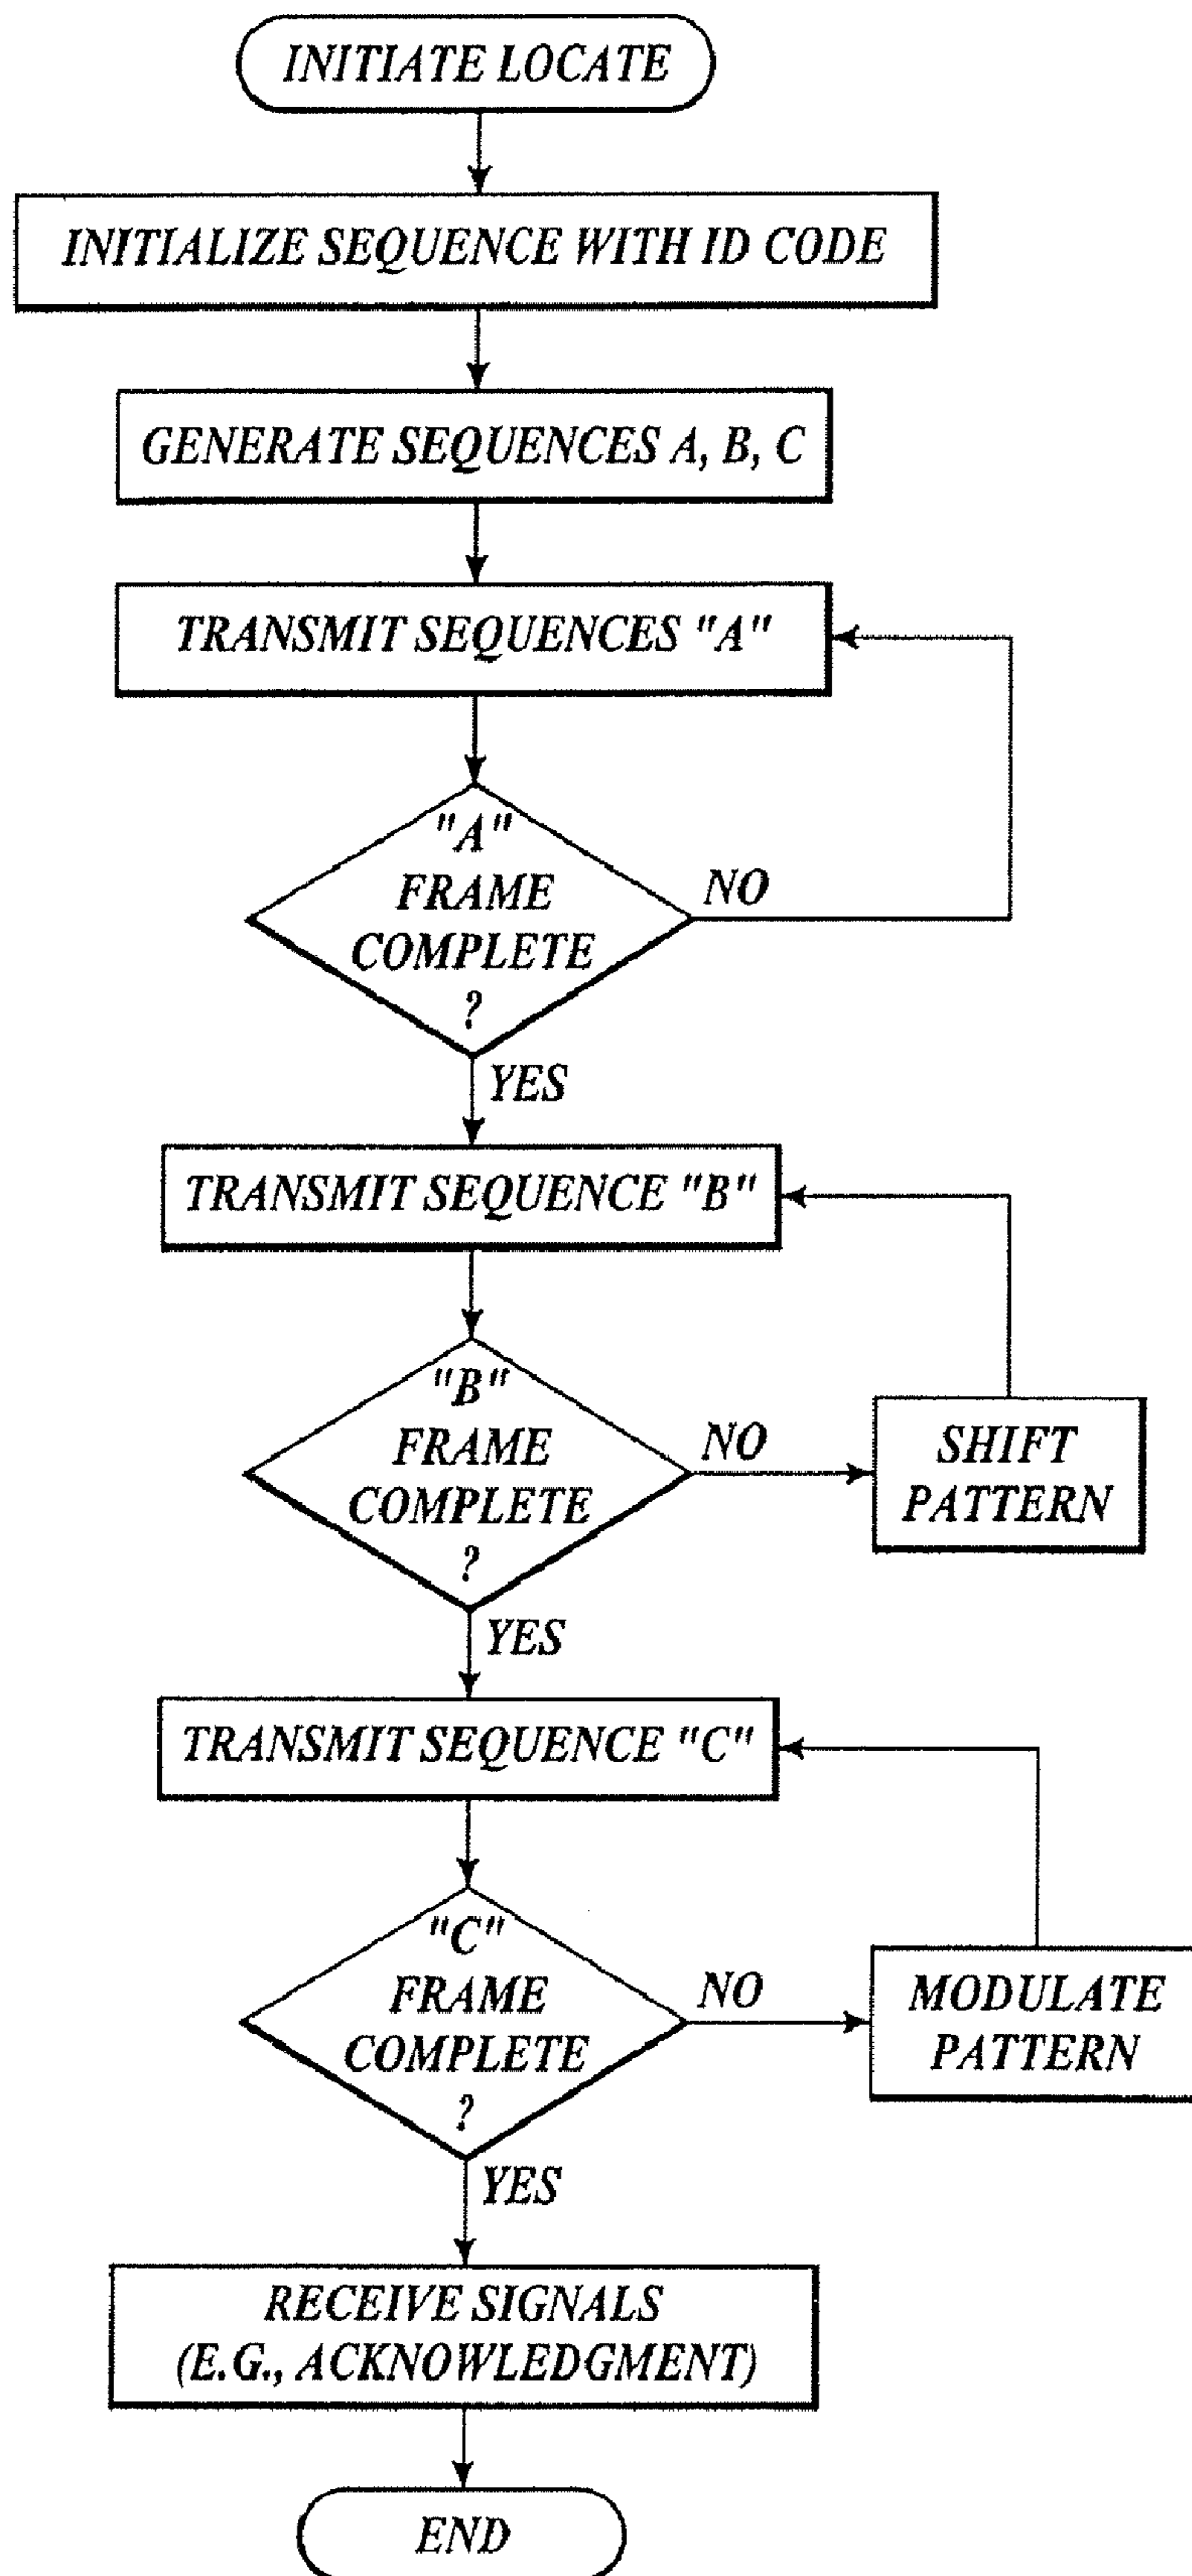 INITIATE LOCATE
INITIALIZE SEQUENCE WITH ID CODE
GENERATE SEQUENCES A, B, C
TRANSMIT SEQUENCES "A"
"A"
FRAME
COMPLETE
?
NO
YES
TRANSMIT SEQUENCE "B"
"B"
FRAME
COMPLETE
?
NO
SHIFT
PATTERN
YES
TRANSMIT SEQUENCE "C"
"C"
FRAME
COMPLETE
?
NO
MODULATE
PATTERN
YES
RECEIVE SIGNALS
(E.G., ACKNOWLEDGMENT)
END